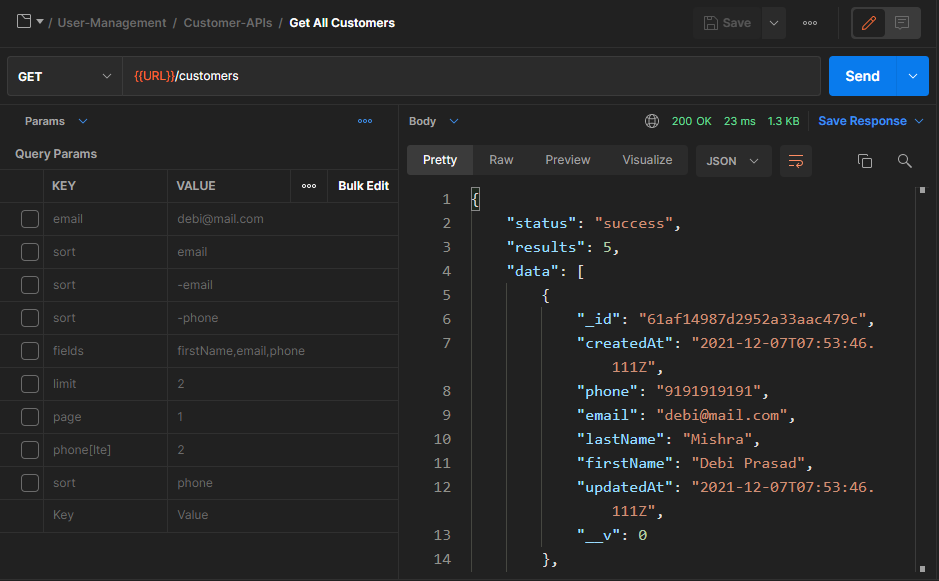 / User-Management / Customer-APIs / Get All Customers
Save
GET
{{URL}}/customers
Send
Params
Query Params
KEY VALUE Bulk Edit
email debi@mail.com
sort email
sort -email
sort -phone
fields firstName,email,phone
limit 2
page 1
phone[lte] 2
sort phone
Key Value
Body 200 OK 23 ms 1.3 KB Save Response
Pretty Raw Preview Visualize JSON
1 {
2 "status": "success",
3 "results": 5,
4 "data": [
5 {
6 "_id": "61af14987d2952a33aac479c",
7 "createdAt": "2021-12-07T07:53:46.
111Z",
8 "phone": "9191919191",
9 "email": "debi@mail.com",
10 "lastName": "Mishra",
11 "firstName": "Debi Prasad",
12 "updatedAt": "2021-12-07T07:53:46.
111Z",
13 "__v": 0
14 },